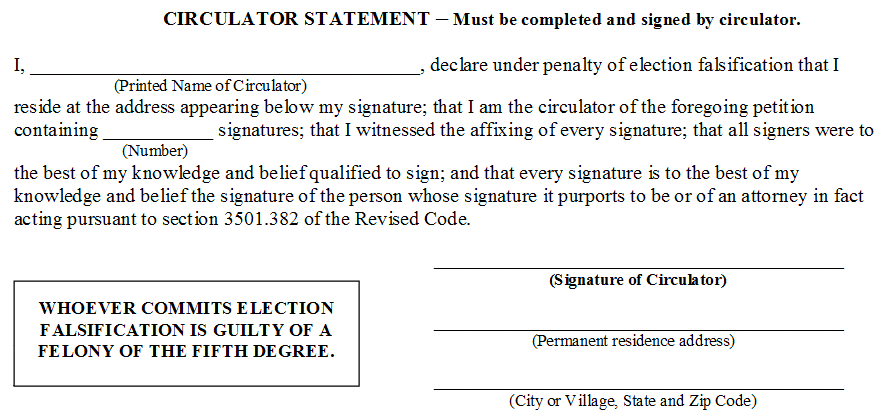 CIRCULATOR STATEMENT – Must be completed and signed by circulator.
I, ________________________________________, declare under penalty of election falsification that I
(Printed Name of Circulator)
reside at the address appearing below my signature; that I am the circulator of the foregoing petition
containing ___________ signatures; that I witnessed the affixing of every signature; that all signers were to
(Number)
the best of my knowledge and belief qualified to sign; and that every signature is to the best of my
knowledge and belief the signature of the person whose signature it purports to be or of an attorney in fact
acting pursuant to section 3501.382 of the Revised Code.
(Signature of Circulator)
WHOEVER COMMITS ELECTION
FALSIFICATION IS GUILTY OF A
FELONY OF THE FIFTH DEGREE.
(Permanent residence address)
(City or Village, State and Zip Code)